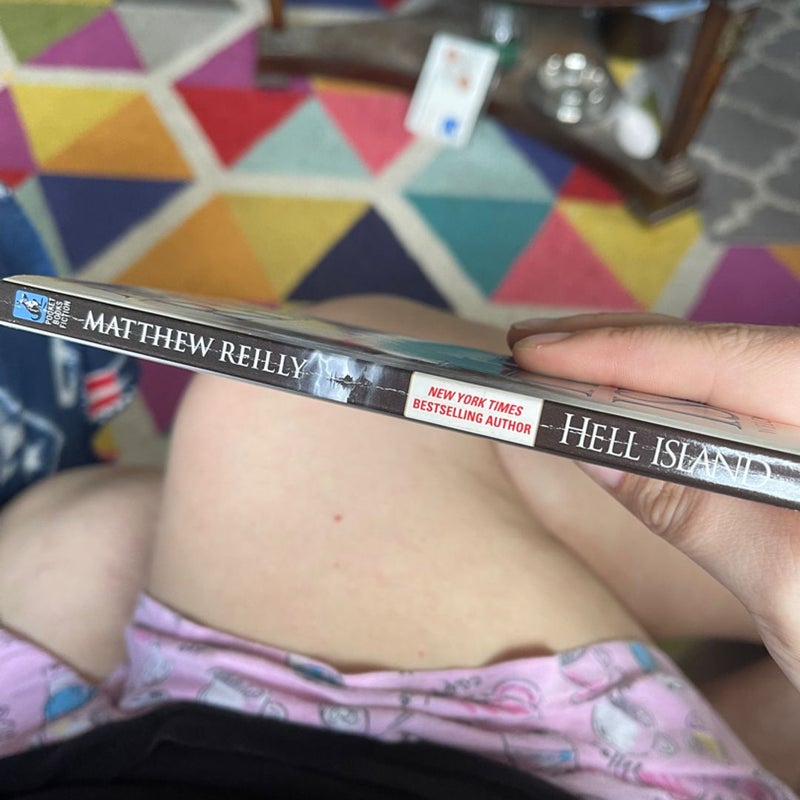 POCKET
BOOKS
FICTION
MATTHEW REILLY
NEW YORK TIMES
BESTSELLING AUTHOR
HELL ISLAND